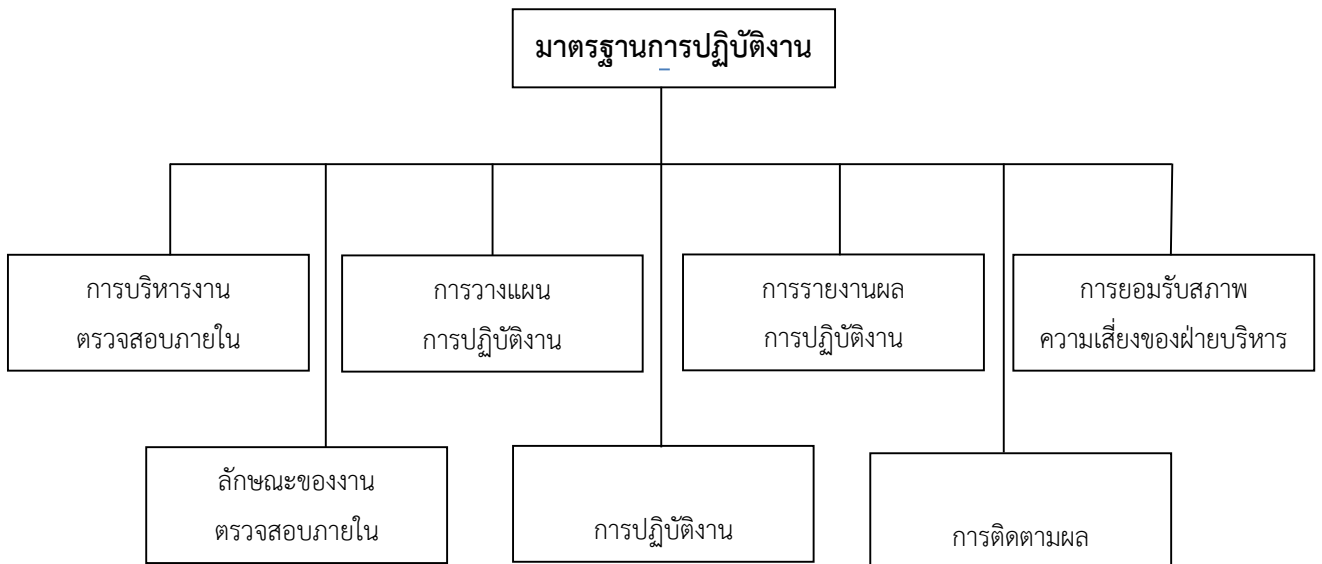 มาตรฐานการปฏิบัติงาน
การบริหารงาน
ตรวจสอบภายใน
การวางแผน
การปฏิบัติงาน
การรายงานผล
การปฏิบัติงาน
การยอมรับสภาพ
ความเสี่ยงของฝ่ายบริหาร
ลักษณะของงาน
ตรวจสอบภายใน
การปฏิบัติงาน
การติดตามผล